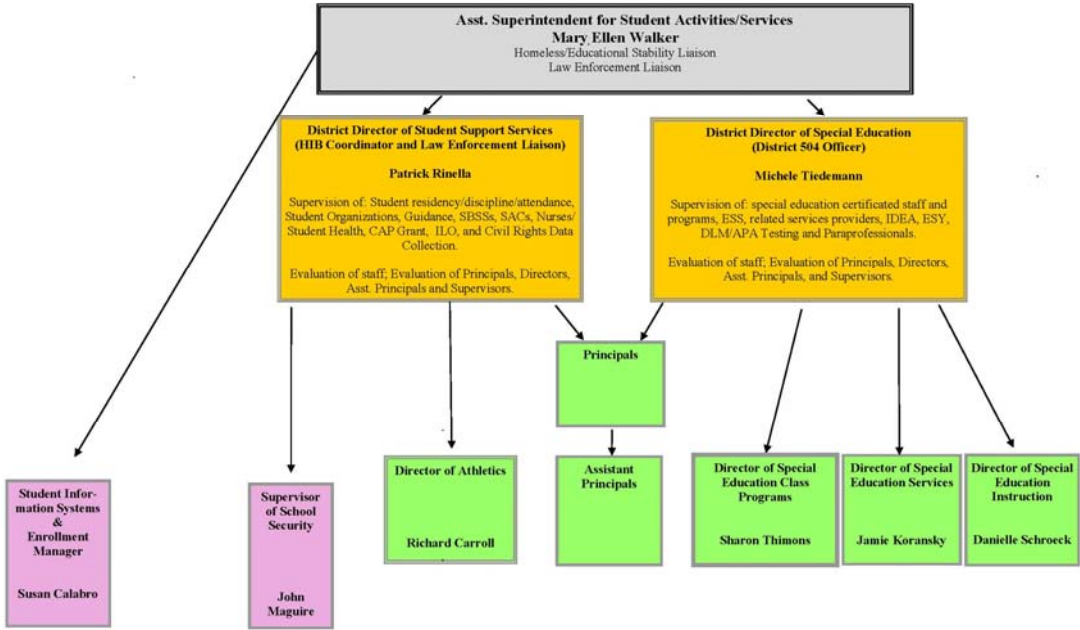 Asst. Superintendent for Student Activities/Services
Mary Ellen Walker
Homeless/Educational Stability Liaison
Law Enforcement Liaison
District Director of Student Support Services
(HIB Coordinator and Law Enforcement Liaison)
Patrick Rinella
Supervision of: Student residency/discipline/attendance,
Student Organizations, Guidance, SBSSs, SACs, Nurses/
Student Health, CAP Grant, ILO, and Civil Rights Data
Collection.
Evaluation of staff; Evaluation of Principals, Directors,
Asst. Principals and Supervisors.
District Director of Special Education
(District 504 Officer)
Michele Tiedemann
Supervision of: special education certificated staff and
programs, ESS, related services providers, IDEA, ESY,
DLM/APA Testing and Paraprofessionals.
Evaluation of staff; Evaluation of Principals, Directors,
Asst. Principals, and Supervisors.
Principals
Student Infor-
mation Systems
&
Enrollment
Manager
Susan Calabro
Supervisor
of School
Security
John
Maguire
Director of Athletics
Richard Carroll
Assistant
Principals
Director of Special
Education Class
Programs
Sharon Thimons
Director of Special
Education Services
Jamie Koransky
Director of Special
Education
Instruction
Danielle Schroeck